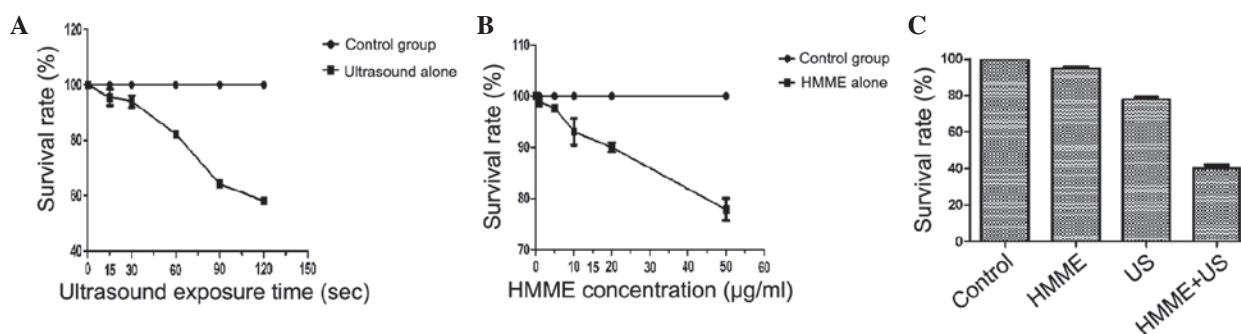 A
Survival rate (%)
120
100
80
60
40
0 15 30 60 90 120 150
Ultrasound exposure time (sec)
Control group
Ultrasound alone
B
Survival rate (%)
110
100
90
80
70
0 10 15 20 30 40 50 60
HMME concentration (µg/ml)
Control group
HMME alone
C
Survival rate (%)
100
80
60
40
20
0
Control
HMME
US
HMME+US